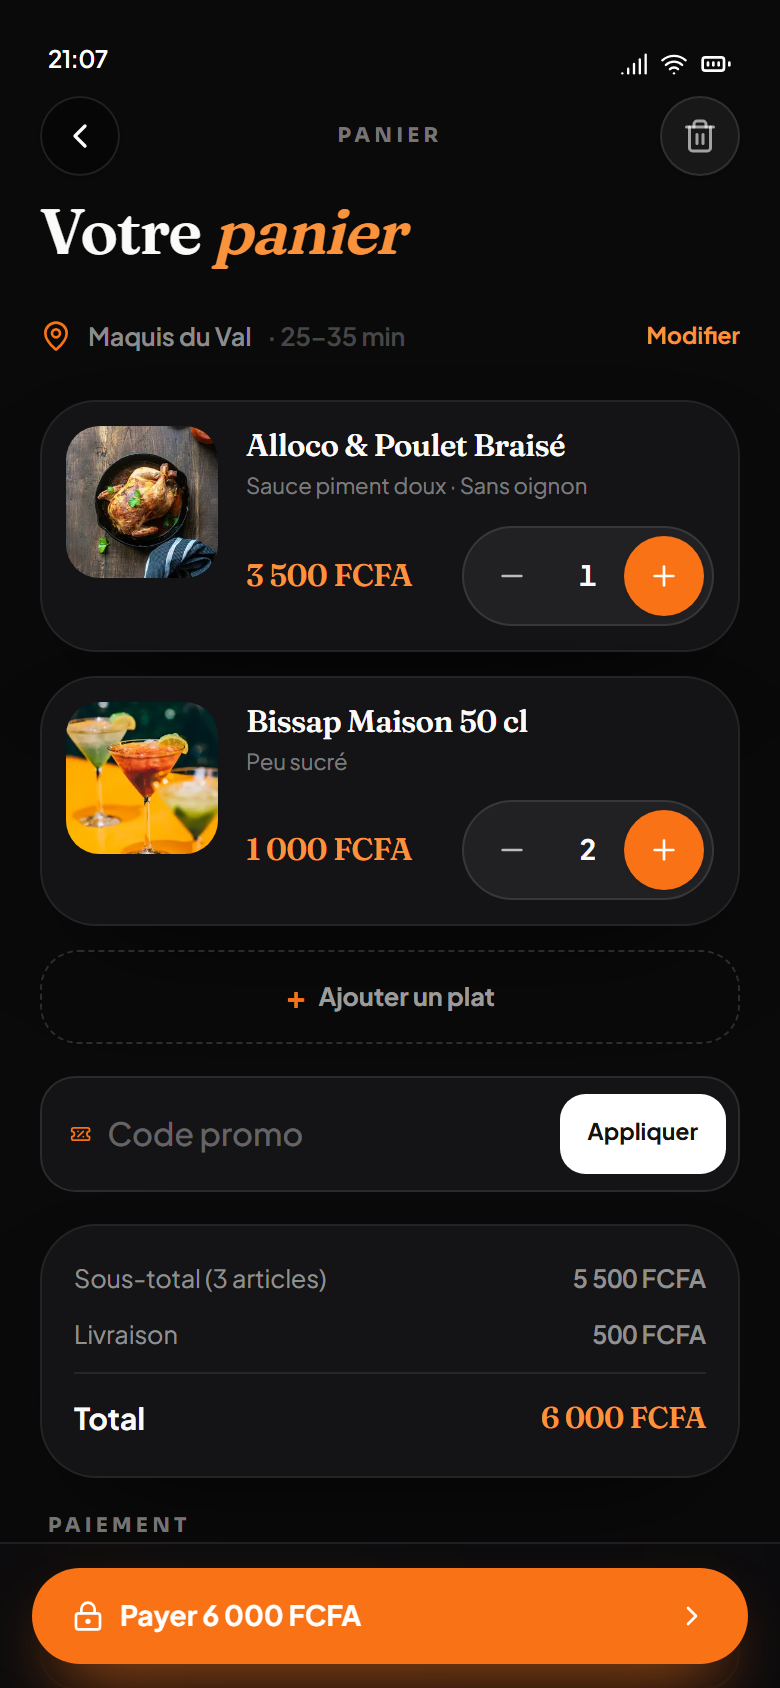 21:07
PANIER
Votre panier
Maquis du Val · 25–35 min
Modifier
Alloco & Poulet Braisé
Sauce piment doux · Sans oignon
3 500 FCFA
− 1 +
Bissap Maison 50 cl
Peu sucré
1 000 FCFA
− 2 +
+ Ajouter un plat
Code promo
Appliquer
Sous-total (3 articles) 5 500 FCFA
Livraison 500 FCFA
Total 6 000 FCFA
PAIEMENT
Payer 6 000 FCFA